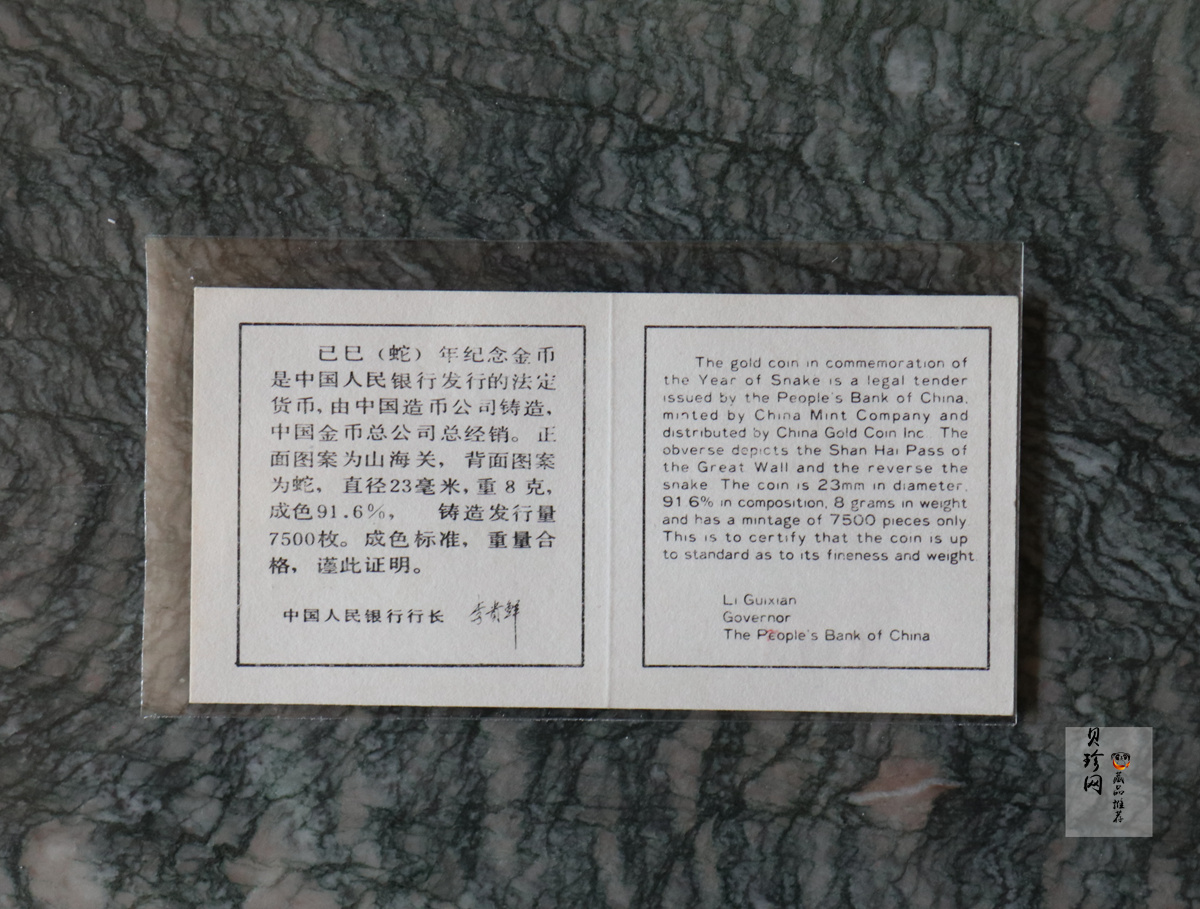 己巳（蛇）年纪念金币
是中国人民银行发行的法定
货币，由中国造币公司铸造，
中国金币总公司总经销。正
面图案为山海关，背面图案
为蛇，直径23毫米，重8克，
成色91.6%，铸造发行量
7500枚。成色标准，重量合
格，谨此证明。
中国人民银行行长 李贵鲜
The gold coin in commemoration of
the Year of Snake is a legal tender
issued by the People's Bank of China,
minted by China Mint Company and
distributed by China Gold Coin Inc. The
obverse depicts the Shan Hai Pass of
the Great Wall and the reverse the
snake. The coin is 23mm in diameter,
91.6% in composition, 8 grams in weight
and has a mintage of 7500 pieces only.
This is to certify that the coin is up
to standard as to its fineness and weight.
Li Guixian
Governor
The People's Bank of China
贝珍网
藏品推荐